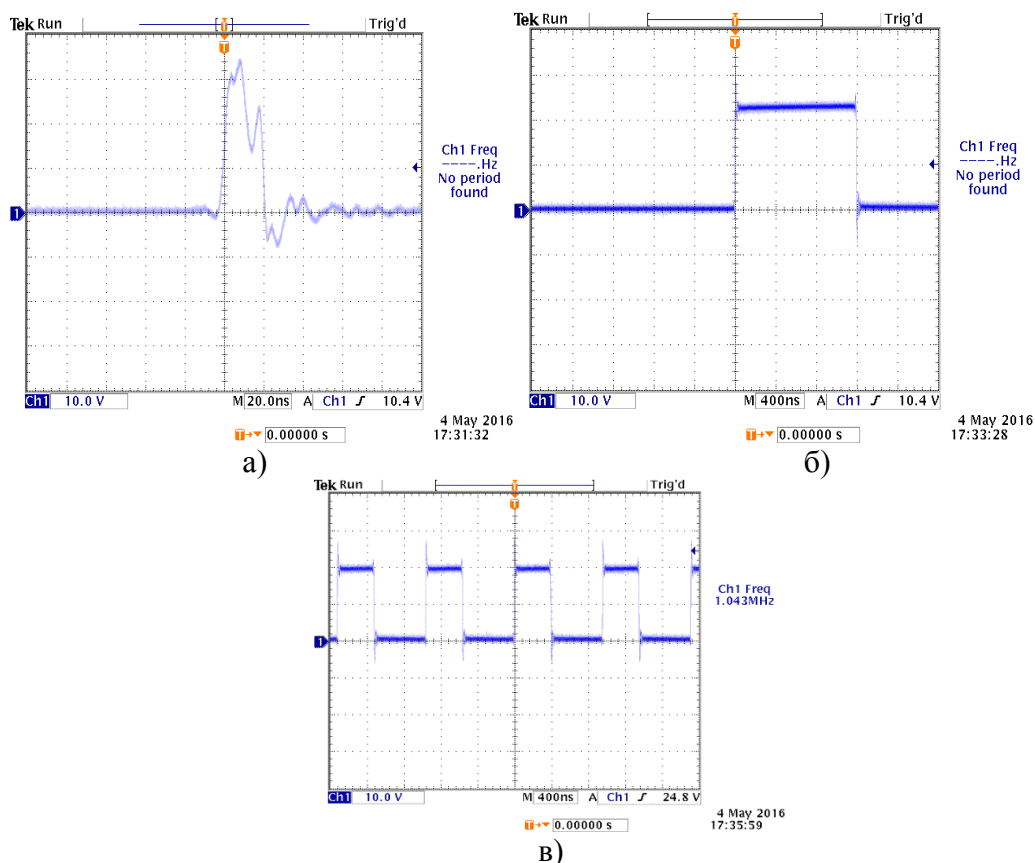 Tek Run Trig'd
T
T
1
Ch1 Freq
----.Hz
No period
found
Ch1 10.0 V M 20.0ns A Ch1 10.4 V
T 0.00000 s
4 May 2016
17:31:32
а)
Tek Run Trig'd
T
T
1
Ch1 Freq
----.Hz
No period
found
Ch1 10.0 V M 400ns A Ch1 10.4 V
T 0.00000 s
4 May 2016
17:33:28
б)
Tek Run Trig'd
T
T
1
Ch1 Freq
1.043MHz
Ch1 10.0 V M 400ns A Ch1 24.8 V
T 0.00000 s
4 May 2016
17:35:59
в)